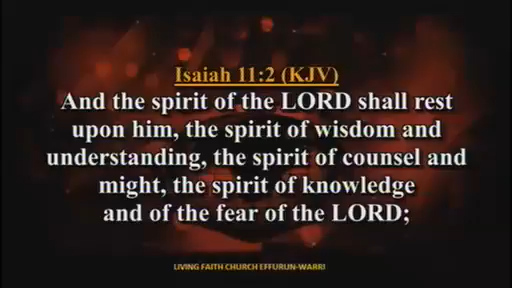 Isaiah 11:2 (KJV)
And the spirit of the LORD shall rest
upon him, the spirit of wisdom and
understanding, the spirit of counsel and
might, the spirit of knowledge
and of the fear of the LORD;
LIVING FAITH CHURCH EFFURUN-WARRI